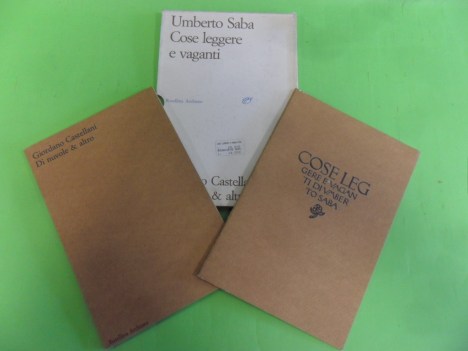 Umberto Saba
Cose leggere
e vaganti
Giordano Castellani
Di nuvole & altro
COSE LEG
GERE E VAGAN
TI DI VMBER
TO SABA
o Castella
& altr